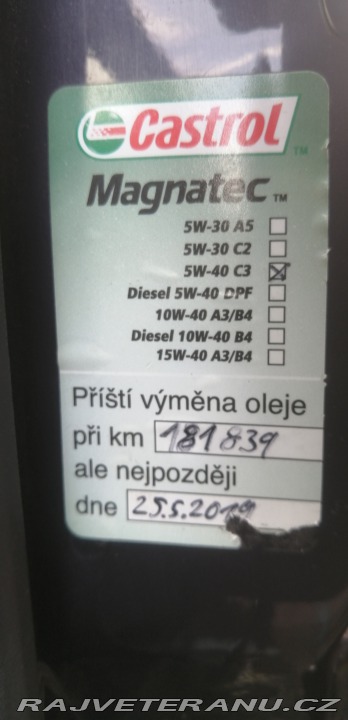 Castrol TM
Magnatec TM
5W-30 A5
5W-30 C2
5W-40 C3
Diesel 5W-40 DPF
10W-40 A3/B4
Diesel 10W-40 B4
15W-40 A3/B4
Příští výměna oleje
při km 181839
ale nejpozději
dne 25.5.2019
RAJVETERANU.CZ